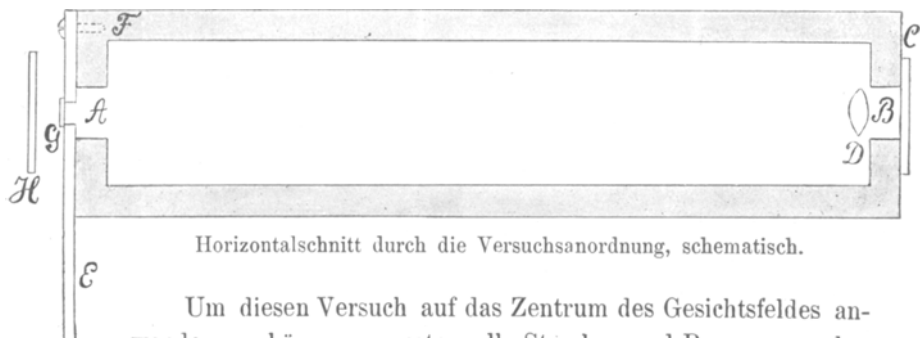 F
C
A
B
G
D
H
Horizontalschnitt durch die Versuchsanordnung, schematisch.
E
Um diesen Versuch auf das Zentrum des Gesichtsfeldes an-